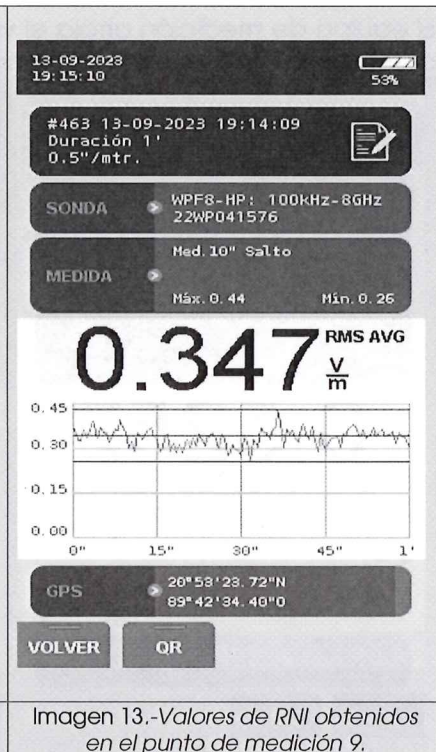 13-09-2023
19:15:10
53%
#463 13-09-2023 19:14:09
Duración 1'
0.5"/mtr.
SONDA
WPF8-HP: 100kHz-8GHz
22WP041576
MEDIDA
Med.10" Salto
Máx.0.44 Mín.0.26
0.347 RMS AVG V/m
0.45
0.30
0.15
0.00
0" 15" 30" 45" 1'
GPS
20°53'23.72"N
89°42'34.40"O
VOLVER QR
Imagen 13.-Valores de RNI obtenidos
en el punto de medición 9.